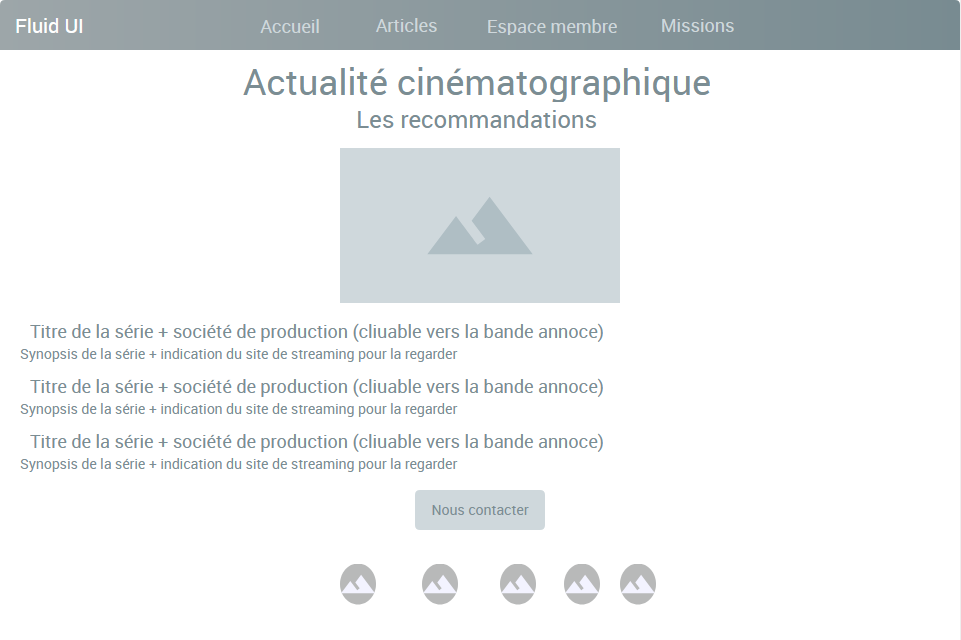 Fluid UI Accueil Articles Espace membre Missions
Actualité cinématographique
Les recommandations
Titre de la série + société de production (cliuable vers la bande annoce)
Synopsis de la série + indication du site de streaming pour la regarder
Titre de la série + société de production (cliuable vers la bande annoce)
Synopsis de la série + indication du site de streaming pour la regarder
Titre de la série + société de production (cliuable vers la bande annoce)
Synopsis de la série + indication du site de streaming pour la regarder
Nous contacter